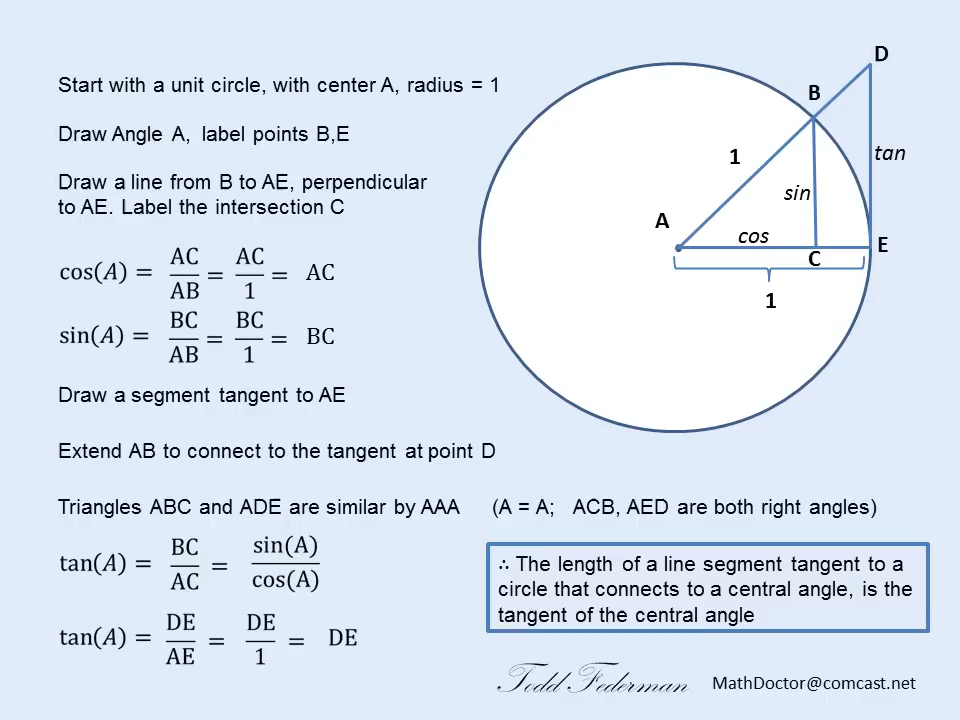 Start with a unit circle, with center A, radius = 1
Draw Angle A, label points B,E
Draw a line from B to AE, perpendicular
to AE. Label the intersection C
cos(A) = AC/AB = AC/1 = AC
sin(A) = BC/AB = BC/1 = BC
Draw a segment tangent to AE
Extend AB to connect to the tangent at point D
Triangles ABC and ADE are similar by AAA (A = A; ACB, AED are both right angles)
tan(A) = BC/AC = sin(A)/cos(A)
tan(A) = DE/AE = DE/1 = DE
D
B
1
tan
sin
A
cos
E
C
1
∴ The length of a line segment tangent to a
circle that connects to a central angle, is the
tangent of the central angle
Todd Federman
MathDoctor@comcast.net